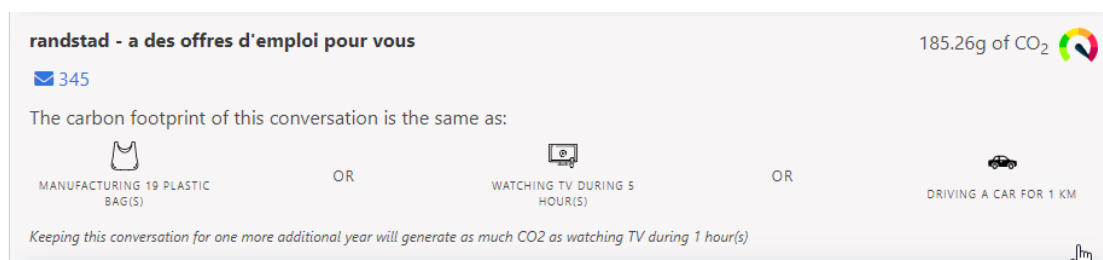 randstad - a des offres d'emploi pour vous
185.26g of CO2
345
The carbon footprint of this conversation is the same as:
MANUFACTURING 19 PLASTIC
BAG(S)
OR
WATCHING TV DURING 5
HOUR(S)
OR
DRIVING A CAR FOR 1 KM
Keeping this conversation for one more additional year will generate as much CO2 as watching TV during 1 hour(s)